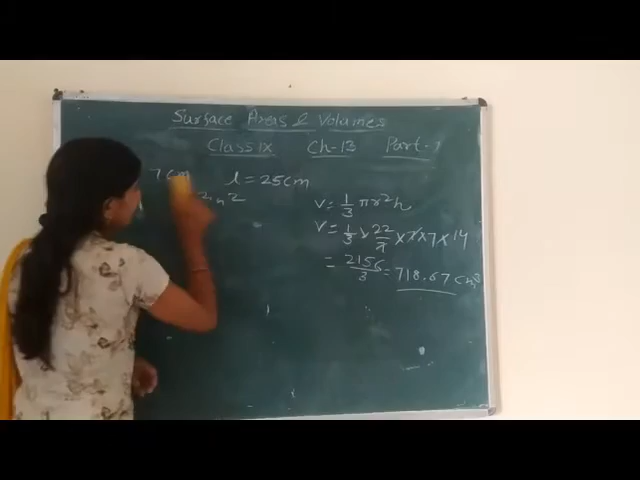 Surface Areas & Volumes
Class IX Ch-13 Part-
7 cm l = 25cm
V = 1/3 πr²h
V = 1/3 × 22/7 × 7 × 7 × 14
= 2156/3 = 718.67 cm³